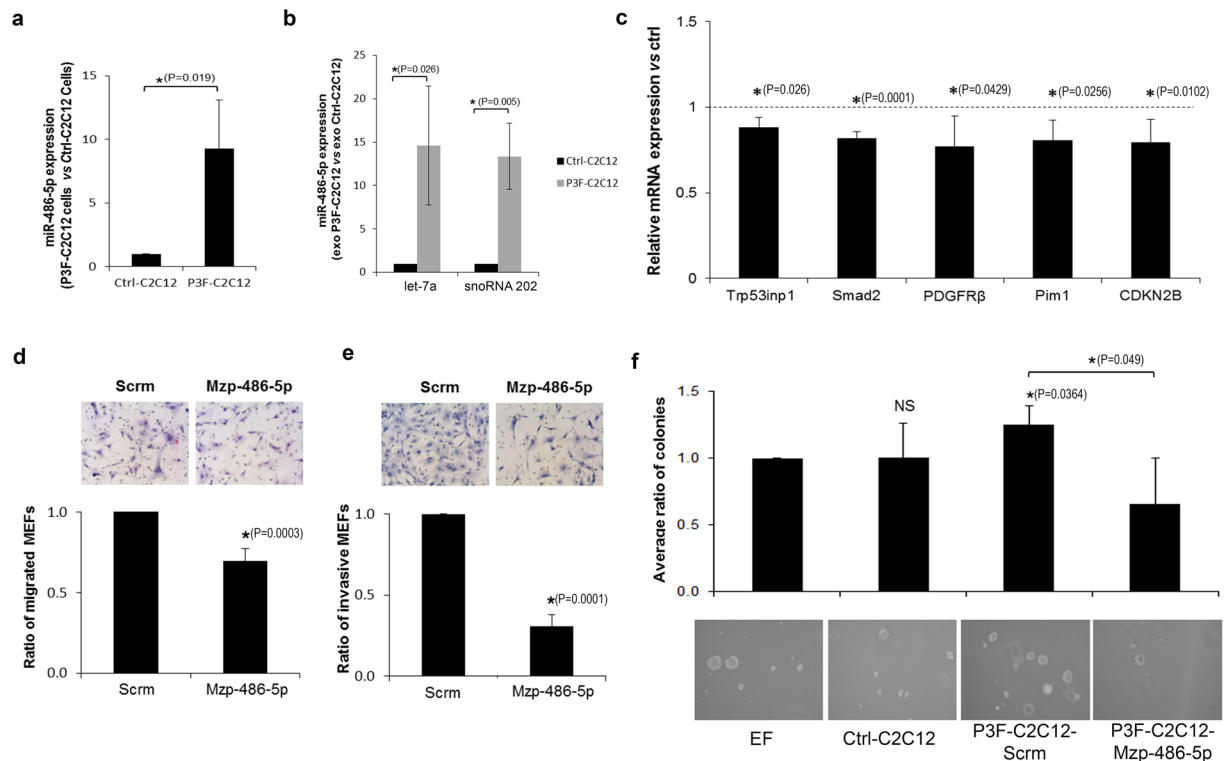 a
miR-486-5p expression
(P3F-C2C12 cells vs Ctrl-C2C12 Cells)
15
10
5
0
*(P=0.019)
Ctrl-C2C12 P3F-C2C12
b
miR-486-5p expression
(exo P3F-C2C12 vs exo Ctrl-C2C12)
25
20
15
10
5
0
*(P=0.026)
*(P=0.005)
let-7a snoRNA 202
Ctrl-C2C12
P3F-C2C12
c
Relative mRNA expression vs ctrl
1.5
1
0.5
0
*(P=0.026)
*(P=0.0001)
*(P=0.0429)
*(P=0.0256)
*(P=0.0102)
Trp53inp1 Smad2 PDGFRβ Pim1 CDKN2B
d
Scrm Mzp-486-5p
Ratio of migrated MEFs
1.0
0.5
0.0
*(P=0.0003)
Scrm Mzp-486-5p
e
Scrm Mzp-486-5p
Ratio of invasive MEFs
1.0
0.5
0.0
*(P=0.0001)
Scrm Mzp-486-5p
f
Average ratio of colonies
1.5
1.0
0.5
0.0
NS
*(P=0.0364)
*(P=0.049)
EF Ctrl-C2C12 P3F-C2C12- P3F-C2C12-
Scrm Mzp-486-5p